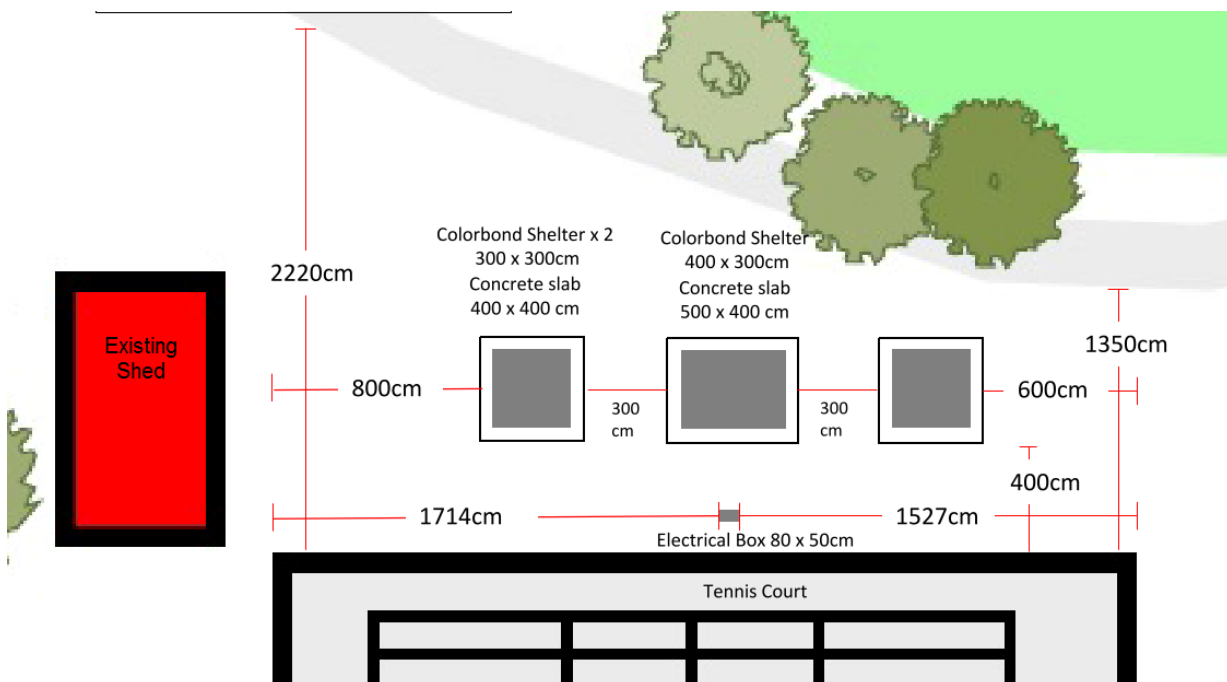 Colorbond Shelter x 2
300 x 300cm
Concrete slab
400 x 400 cm
Colorbond Shelter
400 x 300cm
Concrete slab
500 x 400 cm
2220cm
Existing
Shed
1350cm
800cm
300
cm
300
cm
600cm
400cm
1714cm
1527cm
Electrical Box 80 x 50cm
Tennis Court